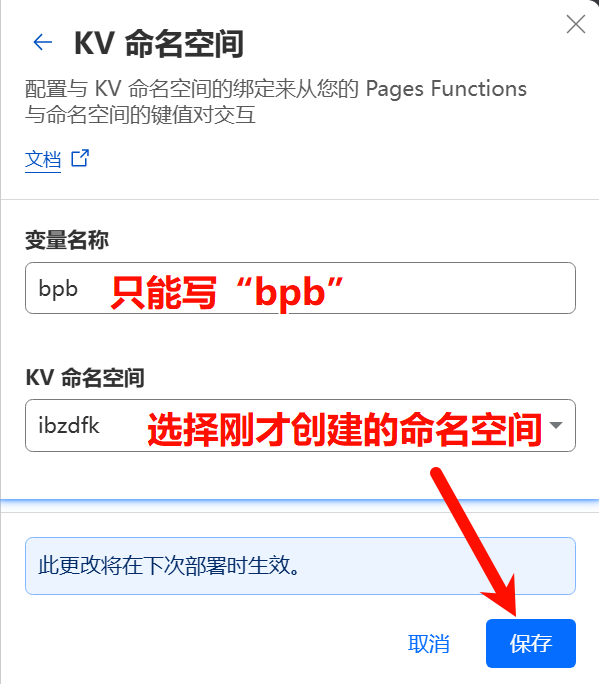 KV 命名空间
配置与 KV 命名空间的绑定来从您的 Pages Functions
与命名空间的键值对交互
文档
变量名称
bpb 只能写“bpb”
KV 命名空间
ibzdfk 选择刚才创建的命名空间
此更改将在下次部署时生效。
取消 保存